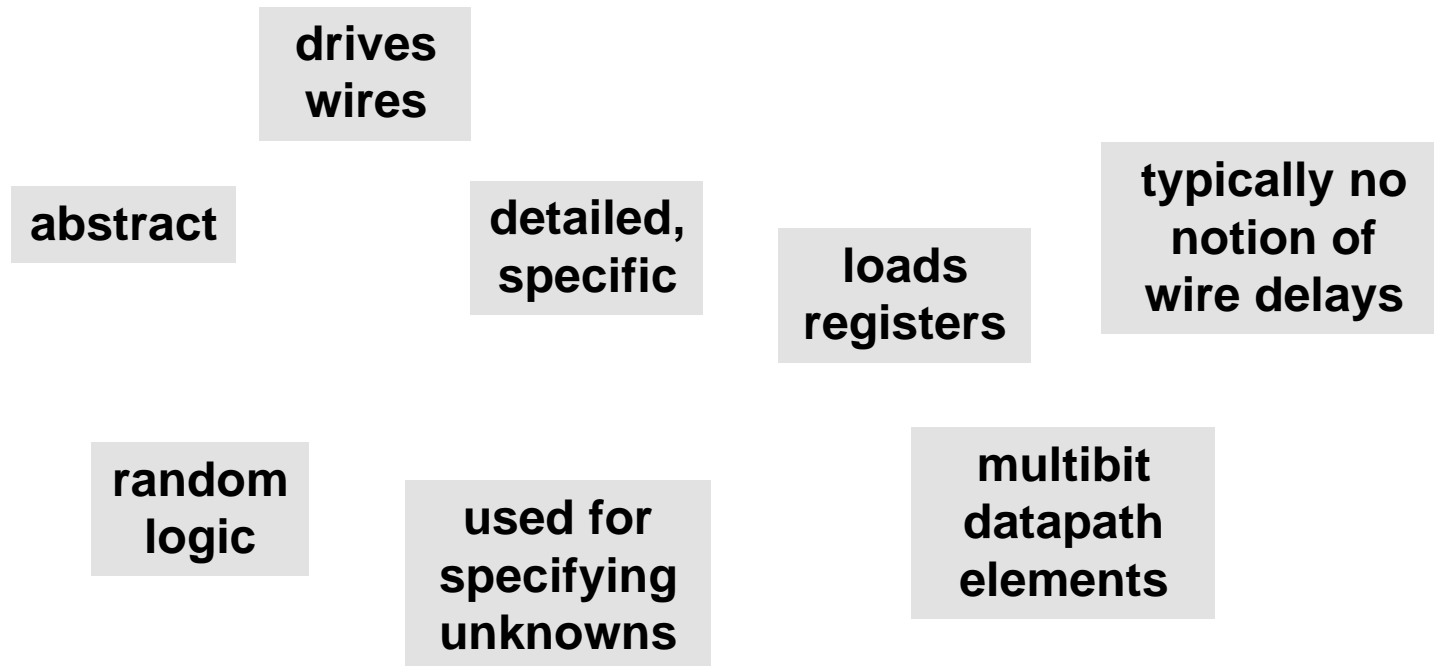 drives
wires
abstract
detailed,
specific
loads
registers
typically no
notion of
wire delays
random
logic
used for
specifying
unknowns
multibit
datapath
elements